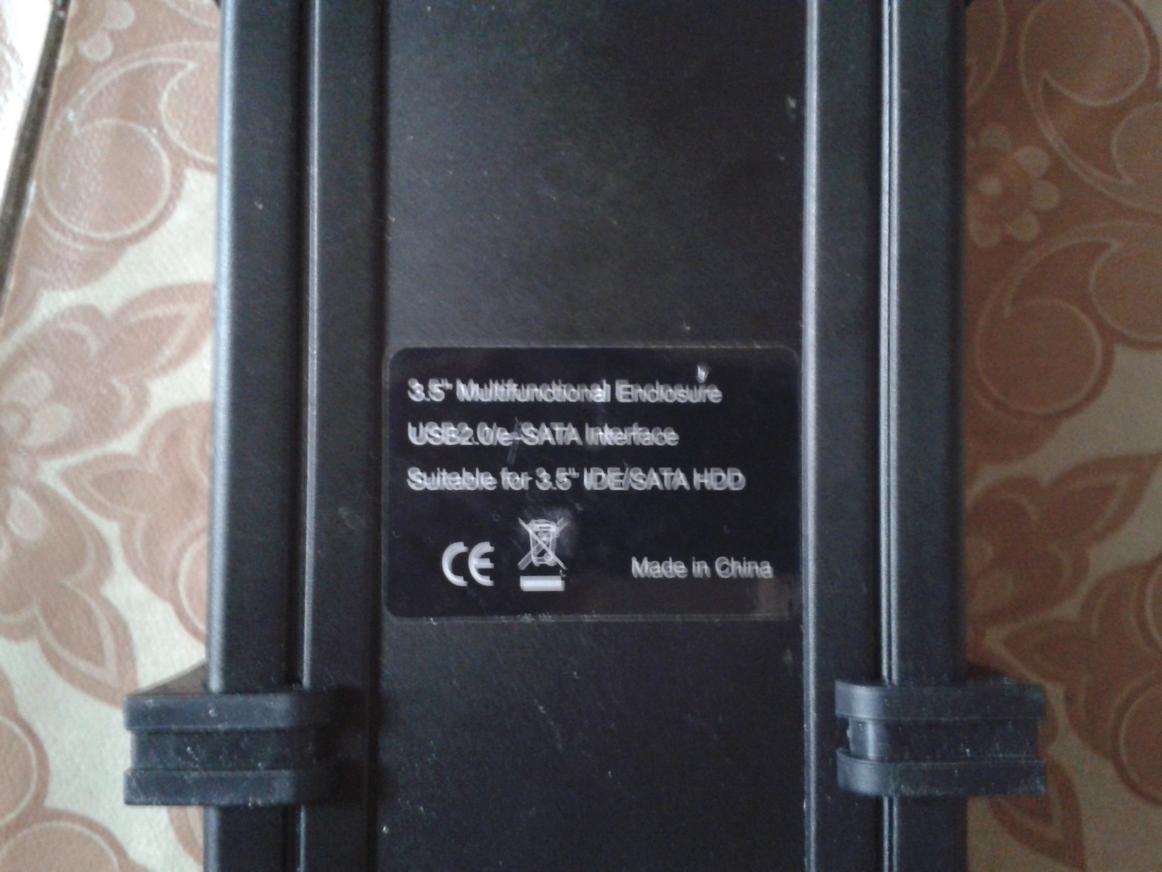 3.5" Multifunctional Enclosure
USB2.0/e-SATA Interface
Suitable for 3.5" IDE/SATA HDD
CE
Made in China